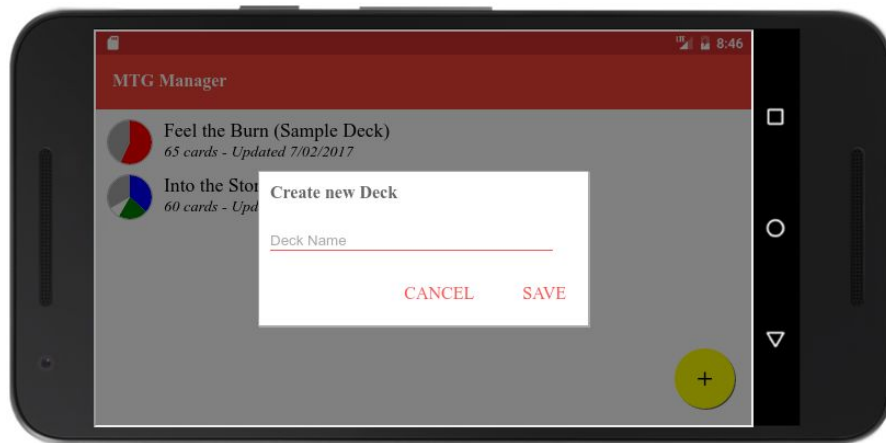 LTE 8:46
MTG Manager
Feel the Burn (Sample Deck)
65 cards - Updated 7/02/2017
Into the Stor
60 cards - Upd
Create new Deck
Deck Name
CANCEL SAVE
+